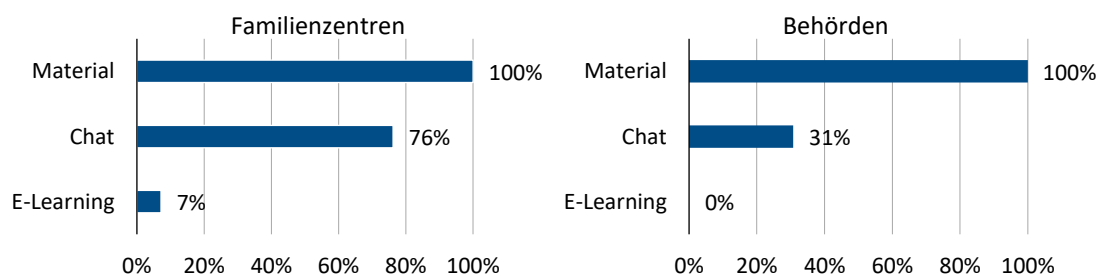 Familienzentren
Material 100%
Chat 76%
E-Learning 7%
0% 20% 40% 60% 80% 100%
Behörden
Material 100%
Chat 31%
E-Learning 0%
0% 20% 40% 60% 80% 100%